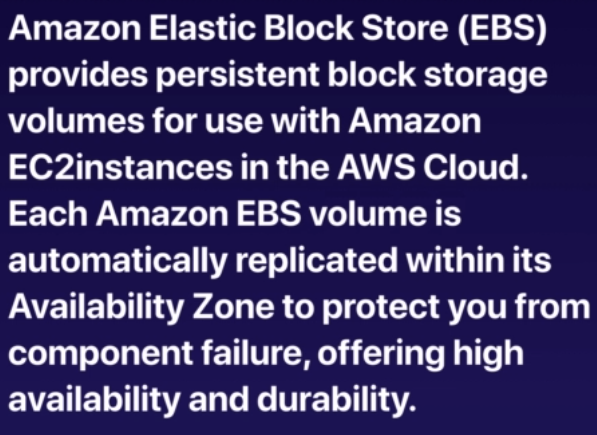 Amazon Elastic Block Store (EBS)
provides persistent block storage
volumes for use with Amazon
EC2instances in the AWS Cloud.
Each Amazon EBS volume is
automatically replicated within its
Availability Zone to protect you from
component failure, offering high
availability and durability.